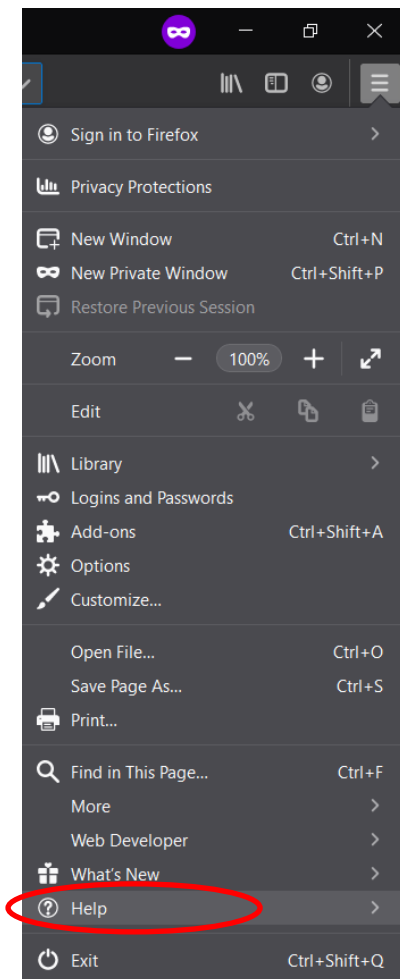 Sign in to Firefox
Privacy Protections
New Window Ctrl+N
New Private Window Ctrl+Shift+P
Restore Previous Session
Zoom 100%
Edit
Library
Logins and Passwords
Add-ons Ctrl+Shift+A
Options
Customize...
Open File... Ctrl+O
Save Page As... Ctrl+S
Print...
Find in This Page... Ctrl+F
More
Web Developer
What's New
Help
Exit Ctrl+Shift+Q